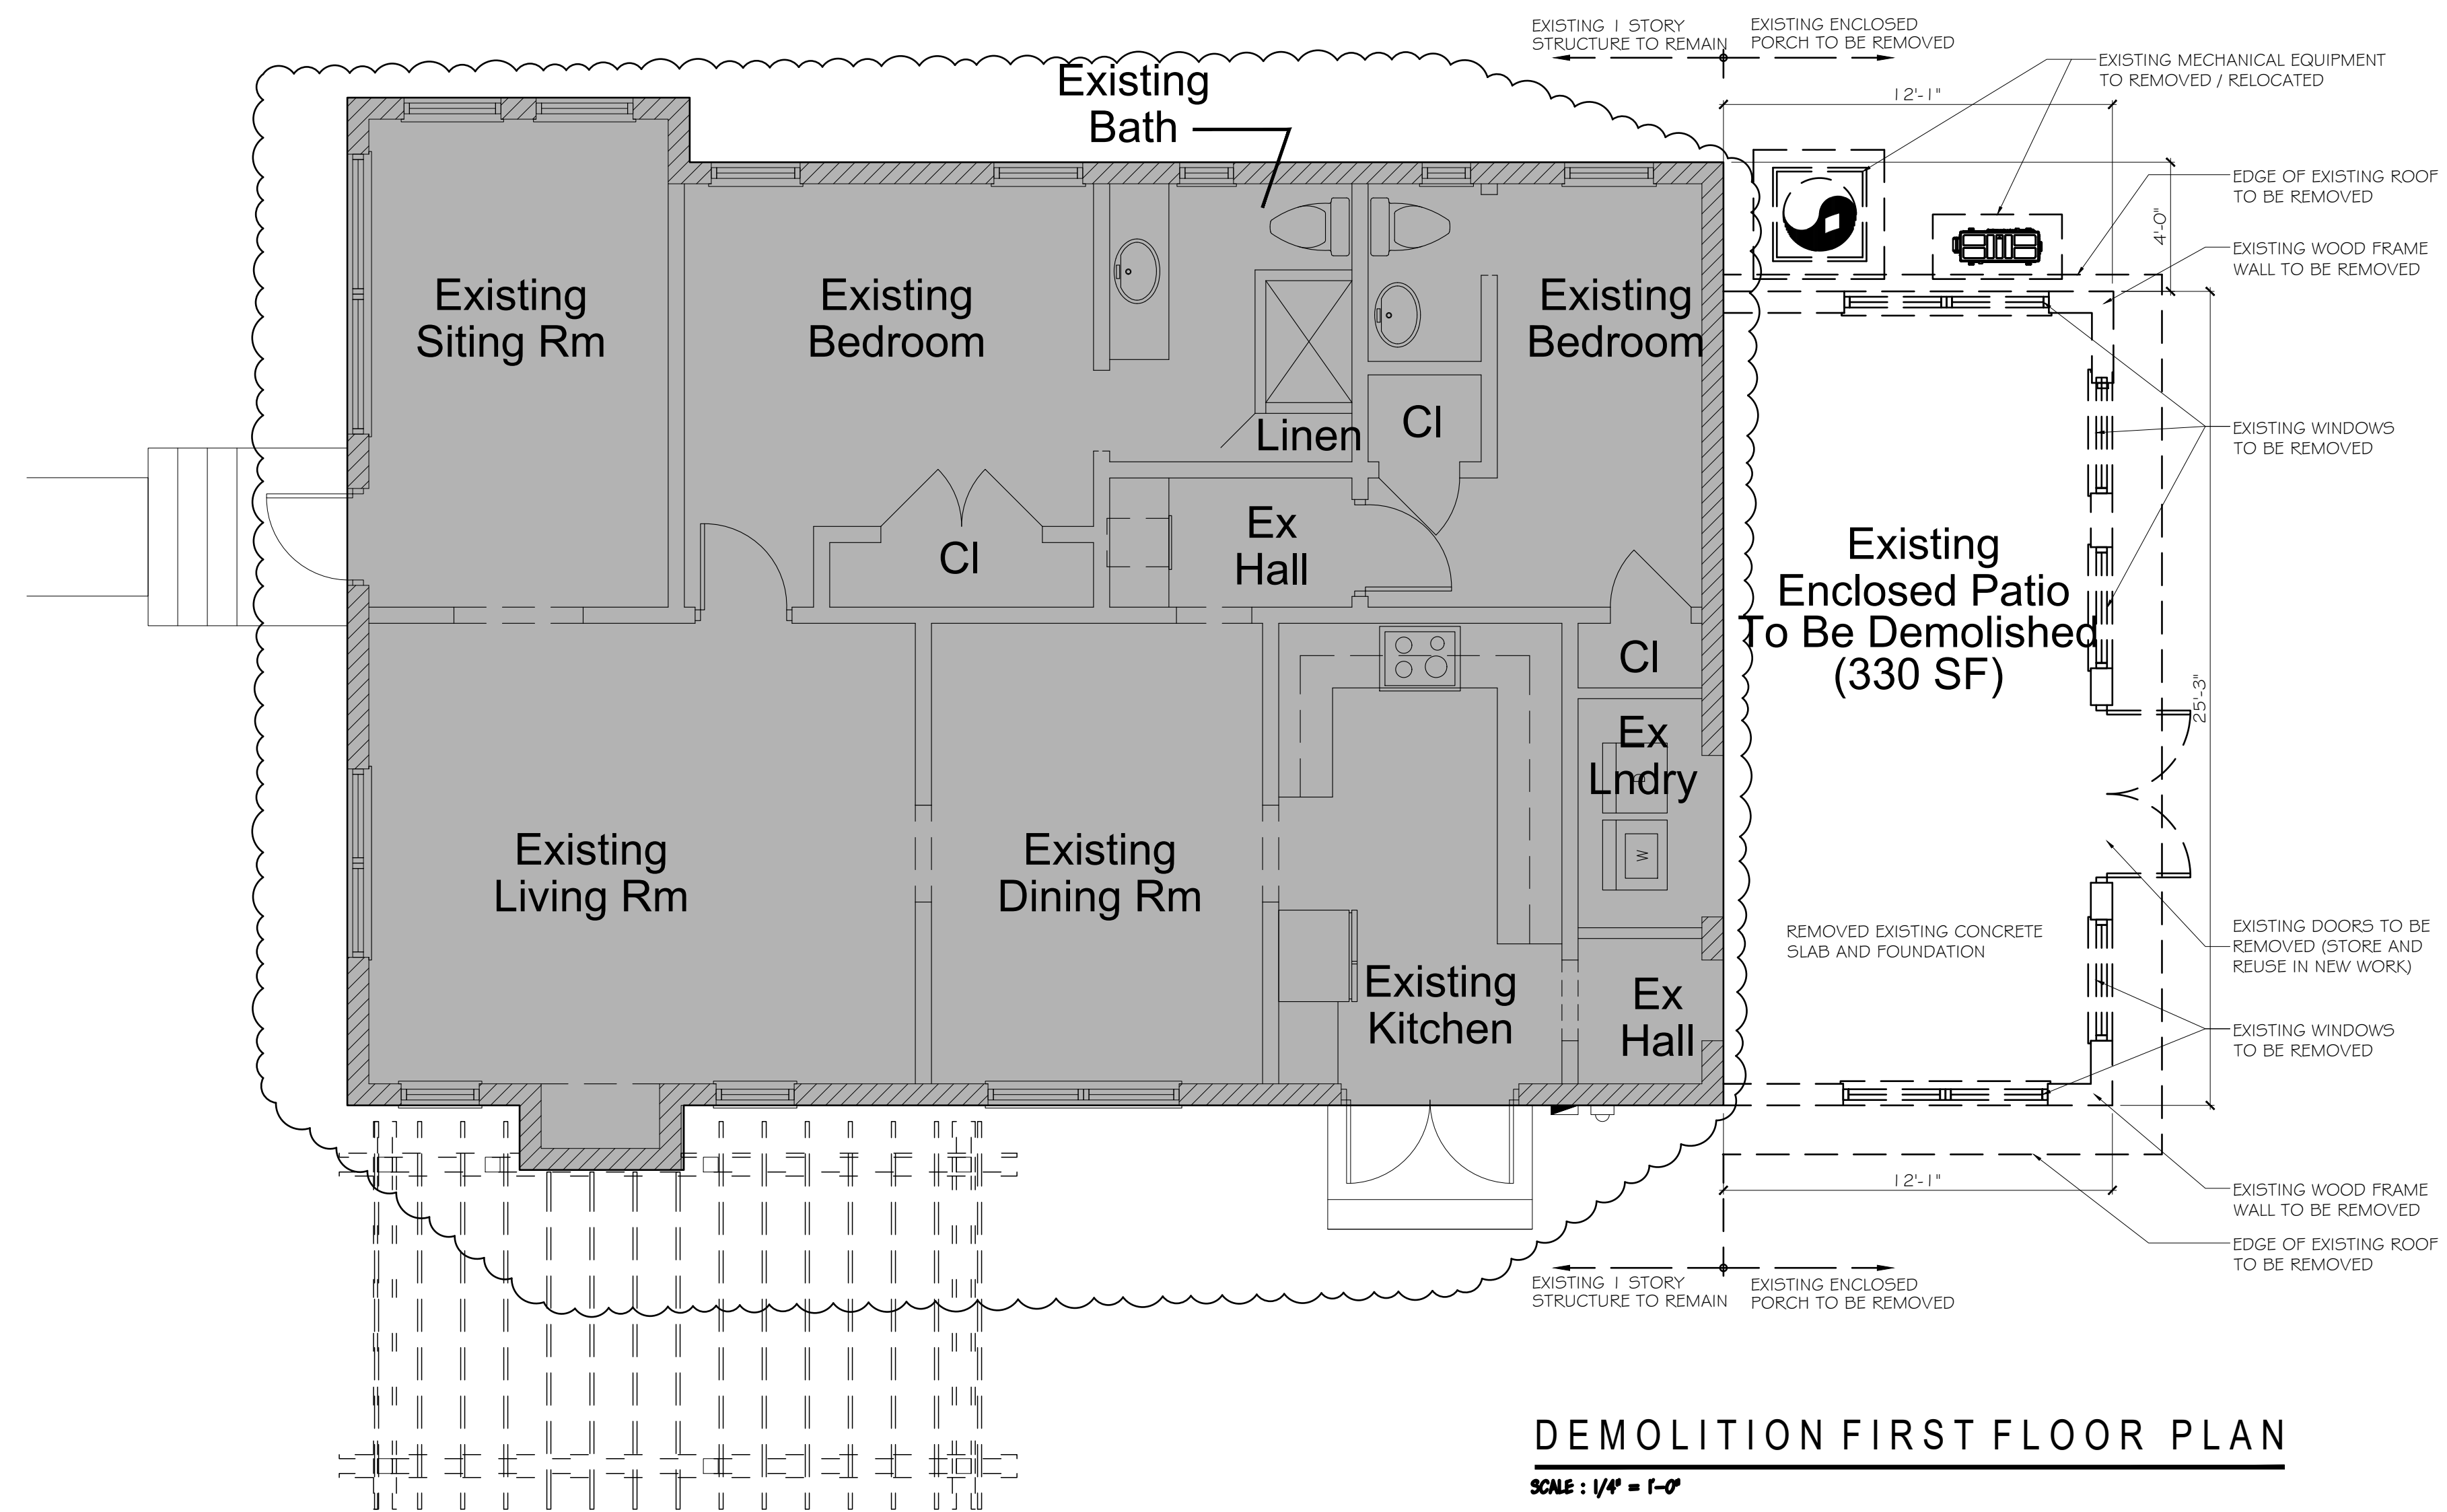 EXISTING 1 STORY
STRUCTURE TO REMAIN
EXISTING ENCLOSED
PORCH TO BE REMOVED
EXISTING MECHANICAL EQUIPMENT
TO REMOVED / RELOCATED
12'-1"
Existing
Bath
EDGE OF EXISTING ROOF
TO BE REMOVED
4'-0"
EXISTING WOOD FRAME
WALL TO BE REMOVED
Existing
Siting Rm
Existing
Bedroom
Existing
Bedroom
Linen
Cl
EXISTING WINDOWS
TO BE REMOVED
Cl
Ex
Hall
Existing
Enclosed Patio
To Be Demolished
(330 SF)
Cl
25'-3"
Ex
Lndry
D
W
Existing
Living Rm
Existing
Dining Rm
Existing
Kitchen
Ex
Hall
REMOVED EXISTING CONCRETE
SLAB AND FOUNDATION
EXISTING DOORS TO BE
REMOVED (STORE AND
REUSE IN NEW WORK)
EXISTING WINDOWS
TO BE REMOVED
12'-1"
EXISTING WOOD FRAME
WALL TO BE REMOVED
EDGE OF EXISTING ROOF
TO BE REMOVED
EXISTING 1 STORY
STRUCTURE TO REMAIN
EXISTING ENCLOSED
PORCH TO BE REMOVED
DEMOLITION FIRST FLOOR PLAN
SCALE : 1/4" = 1'-0"